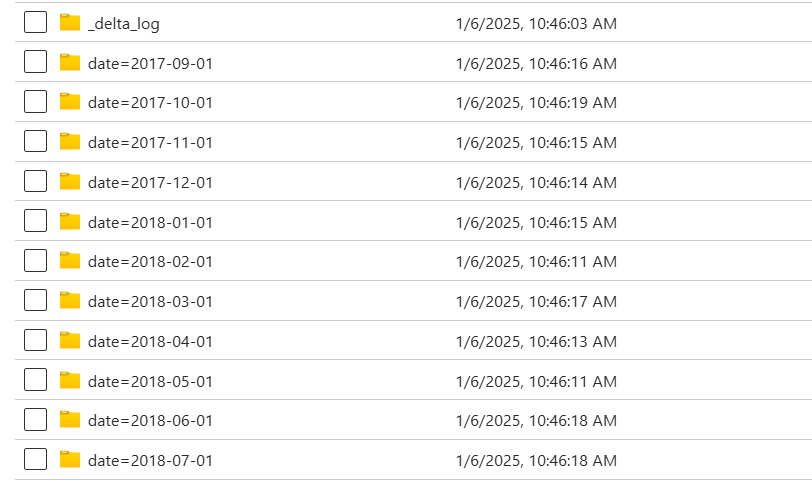 _delta_log 1/6/2025, 10:46:03 AM
date=2017-09-01 1/6/2025, 10:46:16 AM
date=2017-10-01 1/6/2025, 10:46:19 AM
date=2017-11-01 1/6/2025, 10:46:15 AM
date=2017-12-01 1/6/2025, 10:46:14 AM
date=2018-01-01 1/6/2025, 10:46:15 AM
date=2018-02-01 1/6/2025, 10:46:11 AM
date=2018-03-01 1/6/2025, 10:46:17 AM
date=2018-04-01 1/6/2025, 10:46:13 AM
date=2018-05-01 1/6/2025, 10:46:11 AM
date=2018-06-01 1/6/2025, 10:46:18 AM
date=2018-07-01 1/6/2025, 10:46:18 AM